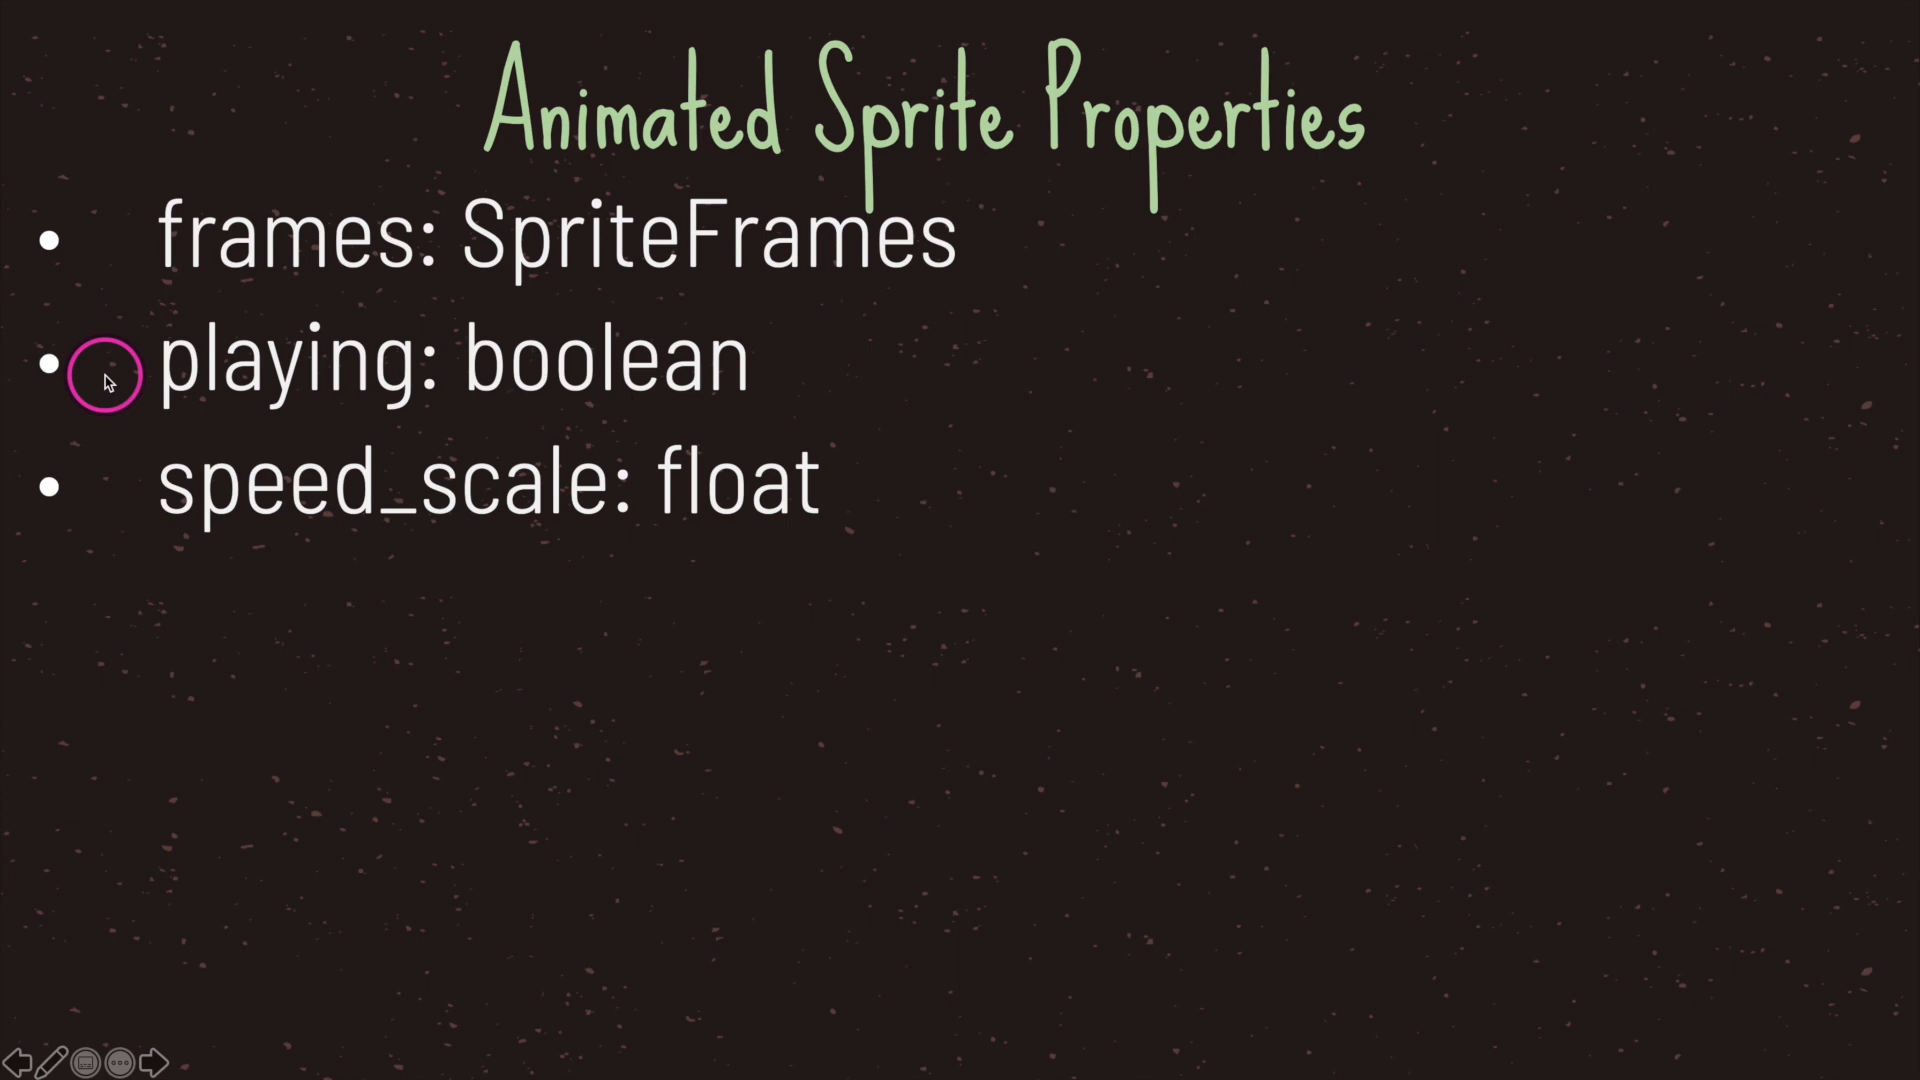 Animated Sprite Properties
• frames: SpriteFrames
• playing: boolean
• speed_scale: float